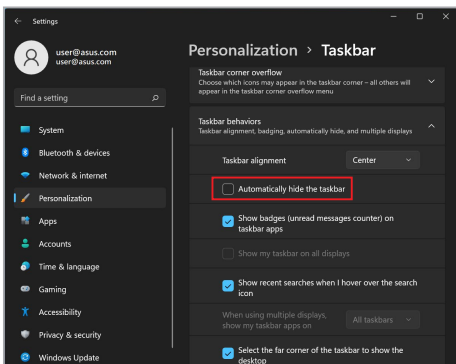 Settings
user@asus.com
user@asus.com
Find a setting
System
Bluetooth & devices
Network & internet
Personalization
Apps
Accounts
Time & language
Gaming
Accessibility
Privacy & security
Windows Update
Personalization > Taskbar
Taskbar corner overflow
Choose which icons may appear in the taskbar corner – all others will
appear in the taskbar corner overflow menu
Taskbar behaviors
Taskbar alignment, badging, automatically hide, and multiple displays
Taskbar alignment
Center
Automatically hide the taskbar
Show badges (unread messages counter) on
taskbar apps
Show my taskbar on all displays
Show recent searches when I hover over the search
icon
When using multiple displays,
show my taskbar apps on
All taskbars
Select the far corner of the taskbar to show the
desktop